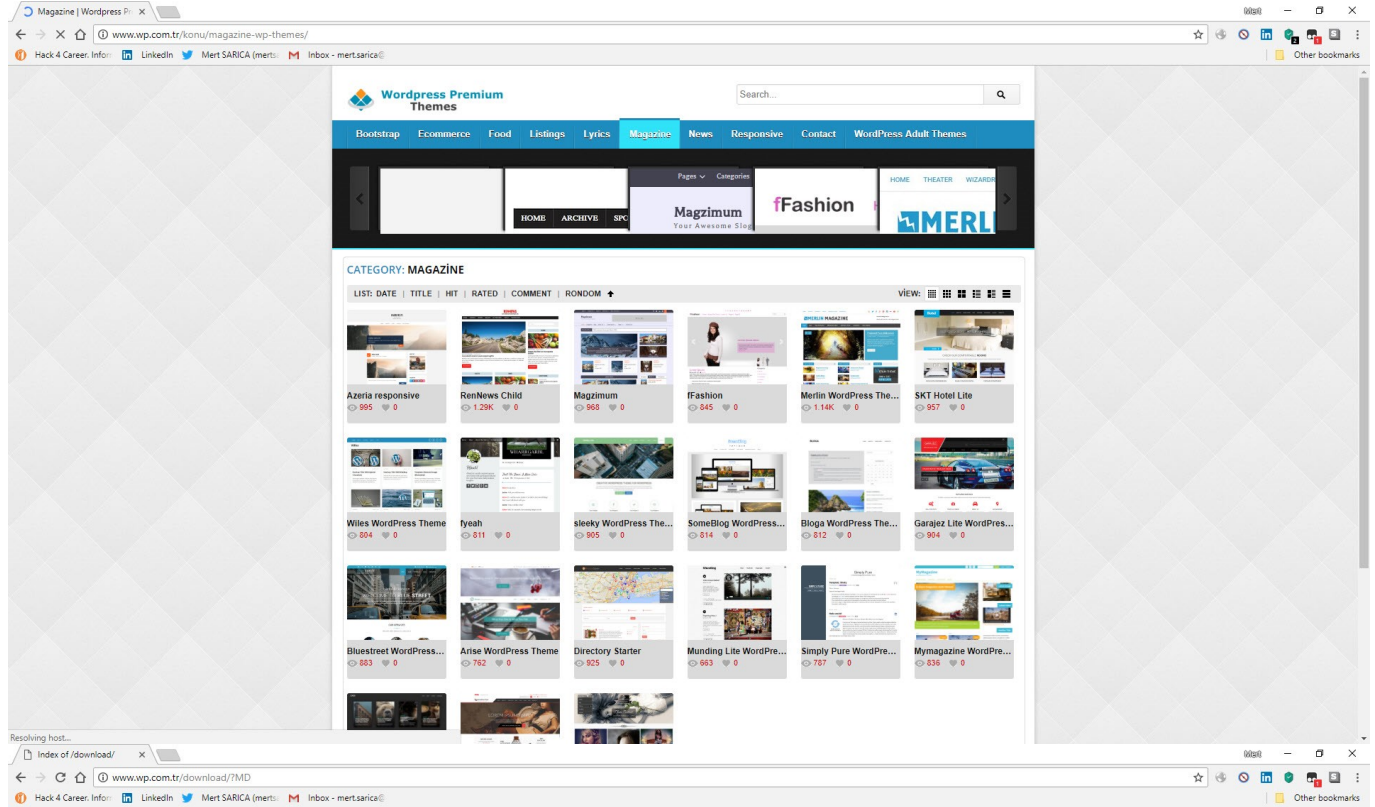 Magazine | Wordpress Pr
Mert
www.wp.com.tr/konu/magazine-wp-themes/
Hack 4 Career: Infor
LinkedIn
Mert SARICA (merts
Inbox - mert.sarica@
Other bookmarks
Wordpress Premium
Themes
Search...
Bootstrap Ecommerce Food Listings Lyrics Magazine News Responsive Contact WordPress Adult Themes
HOME ARCHIVE SPO
Pages Categories
Magzimum
Your Awesome Slog
fFashion
HOME THEATER WIZARDR
MERL
CATEGORY: MAGAZİNE
LIST: DATE | TITLE | HIT | RATED | COMMENT | RONDOM
VİEW:
MERLIN MAGAZINE
Azeria responsive
995 0
RenNews Child
1.29K 0
Magzimum
968 0
fFashion
845 0
Merlin WordPress The...
1.14K 0
SKT Hotel Lite
957 0
Wiles WordPress Theme
804 0
fyeah
811 0
sleeky WordPress The...
905 0
SomeBlog WordPress...
814 0
Bloga WordPress The...
812 0
Garajez Lite WordPres...
904 0
Bluestreet WordPress...
883 0
Arise WordPress Theme
762 0
Directory Starter
925 0
Munding Lite WordPre...
663 0
Simply Pure WordPre...
787 0
Mymagazine WordPre...
836 0
Resolving host...
Index of /download/
Mert
www.wp.com.tr/download/?MD
Hack 4 Career: Infor
LinkedIn
Mert SARICA (merts
Inbox - mert.sarica@
Other bookmarks